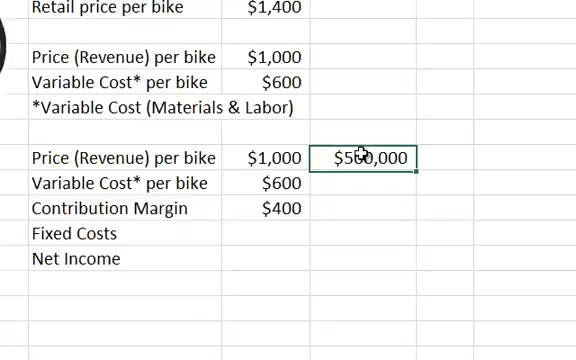 Retail price per bike $1,400
Price (Revenue) per bike $1,000
Variable Cost* per bike $600
*Variable Cost (Materials & Labor)
Price (Revenue) per bike $1,000 $500,000
Variable Cost* per bike $600
Contribution Margin $400
Fixed Costs
Net Income